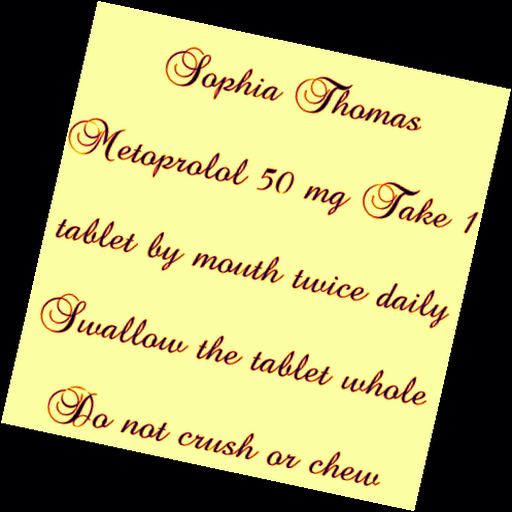 Sophia Thomas
Metoprolol 50 mg Take 1
tablet by mouth twice daily
Swallow the tablet whole
Do not crush or chew